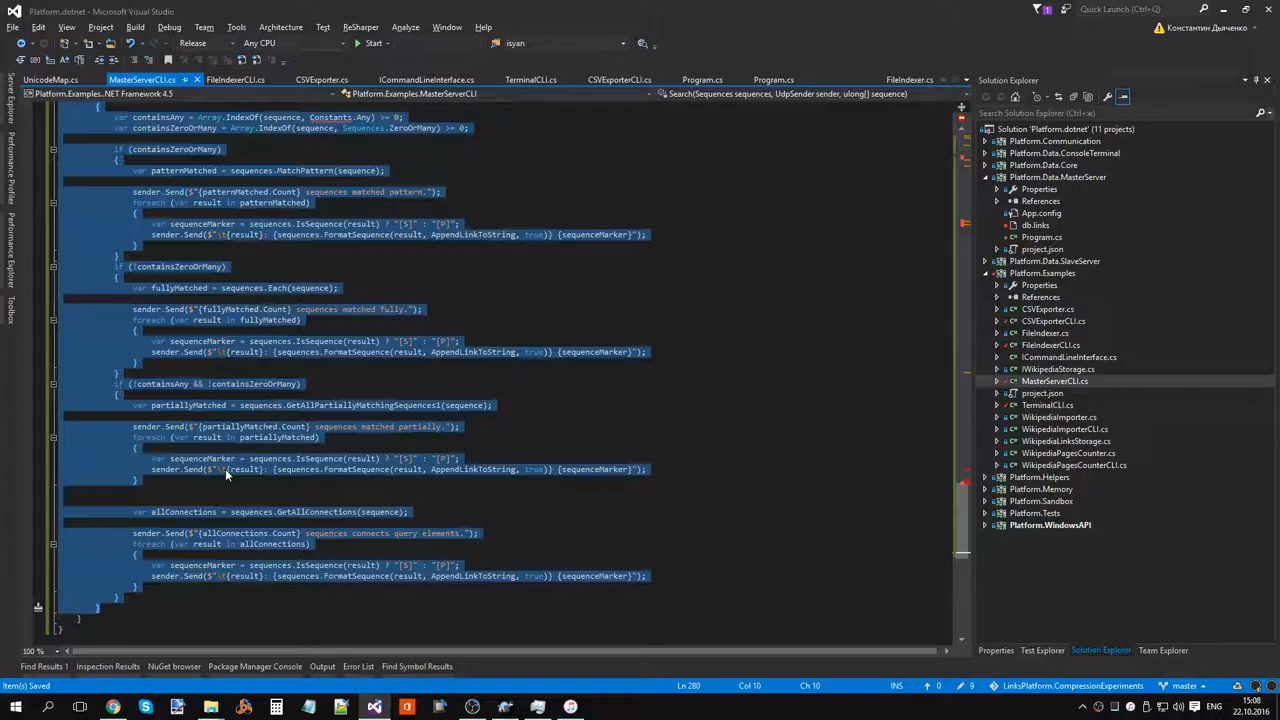 Platform.dotnet - Microsoft Visual Studio
Quick Launch (Ctrl+Q)
File Edit View Project Build Debug Team Tools Architecture Test ReSharper Analyze Window Help
Константин Дьяченко
Release Any CPU Start isyan
UnicodeMap.cs MasterServerCLI.cs FileIndexerCLI.cs CSVExporter.cs ICommandLineInterface.cs TerminalCLI.cs CSVExporterCLI.cs Program.cs Program.cs FileIndexer.cs
Platform.Examples..NET Framework 4.5 Platform.Examples.MasterServerCLI Search(Sequences sequences, UdpSender sender, ulong[] sequence)
{
var containsAny = Array.IndexOf(sequence, Constants.Any) >= 0;
var containsZeroOrMany = Array.IndexOf(sequence, Sequences.ZeroOrMany) >= 0;
if (containsZeroOrMany)
{
var patternMatched = sequences.MatchPattern(sequence);
sender.Send($"{patternMatched.Count} sequences matched pattern.");
foreach (var result in patternMatched)
{
var sequenceMarker = sequences.IsSequence(result) ? "[S]" : "[P]";
sender.Send($"\t{result}: {sequences.FormatSequence(result, AppendLinkToString, true)} {sequenceMarker}");
}
}
if (!containsZeroOrMany)
{
var fullyMatched = sequences.Each(sequence);
sender.Send($"{fullyMatched.Count} sequences matched fully.");
foreach (var result in fullyMatched)
{
var sequenceMarker = sequences.IsSequence(result) ? "[S]" : "[P]";
sender.Send($"\t{result}: {sequences.FormatSequence(result, AppendLinkToString, true)} {sequenceMarker}");
}
}
if (!containsAny && !containsZeroOrMany)
{
var partiallyMatched = sequences.GetAllPartiallyMatchingSequences1(sequence);
sender.Send($"{partiallyMatched.Count} sequences matched partially.");
foreach (var result in partiallyMatched)
{
var sequenceMarker = sequences.IsSequence(result) ? "[S]" : "[P]";
sender.Send($"\t{result}: {sequences.FormatSequence(result, AppendLinkToString, true)} {sequenceMarker}");
}
var allConnections = sequences.GetAllConnections(sequence);
sender.Send($"{allConnections.Count} sequences connects query elements.");
foreach (var result in allConnections)
{
var sequenceMarker = sequences.IsSequence(result) ? "[S]" : "[P]";
sender.Send($"\t{result}: {sequences.FormatSequence(result, AppendLinkToString, true)} {sequenceMarker}");
}
}
}
}
}
100 %
Server Explorer
Performance Profiler
Performance Explorer
Toolbox
Solution Explorer
Search Solution Explorer (Ctrl+;)
Solution 'Platform.dotnet' (11 projects)
Platform.Communication
Platform.Data.ConsoleTerminal
Platform.Data.Core
Platform.Data.MasterServer
Properties
References
App.config
db.links
Program.cs
project.json
Platform.Data.SlaveServer
Platform.Examples
Properties
References
CSVExporter.cs
CSVExporterCLI.cs
FileIndexer.cs
FileIndexerCLI.cs
ICommandLineInterface.cs
IWikipediaStorage.cs
MasterServerCLI.cs
project.json
TerminalCLI.cs
WikipediaImporter.cs
WikipediaImporterCLI.cs
WikipediaLinksStorage.cs
WikipediaPagesCounter.cs
WikipediaPagesCounterCLI.cs
Platform.Helpers
Platform.Memory
Platform.Sandbox
Platform.Tests
Platform.WindowsAPI
Properties Test Explorer Solution Explorer Team Explorer
Find Results 1 Inspection Results NuGet browser Package Manager Console Output Error List Find Symbol Results
Item(s) Saved Ln 280 Col 10 Ch 10 INS 0 9 LinksPlatform.CompressionExperiments master
ENG
15:08
22.10.2016